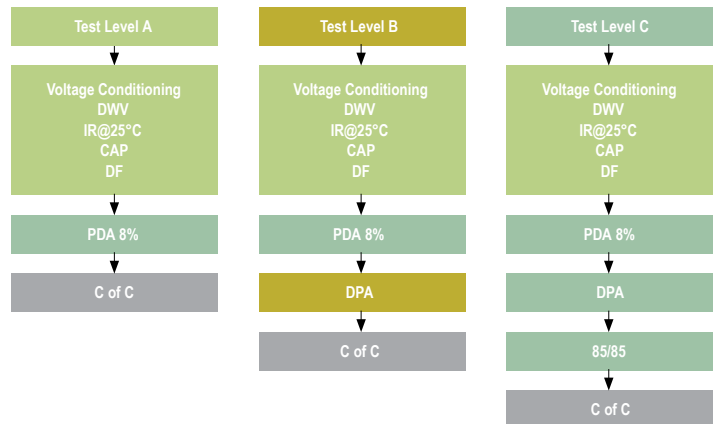 Test Level A
Voltage Conditioning
DWV
IR@25°C
CAP
DF
PDA 8%
C of C
Test Level B
Voltage Conditioning
DWV
IR@25°C
CAP
DF
PDA 8%
DPA
C of C
Test Level C
Voltage Conditioning
DWV
IR@25°C
CAP
DF
PDA 8%
DPA
85/85
C of C